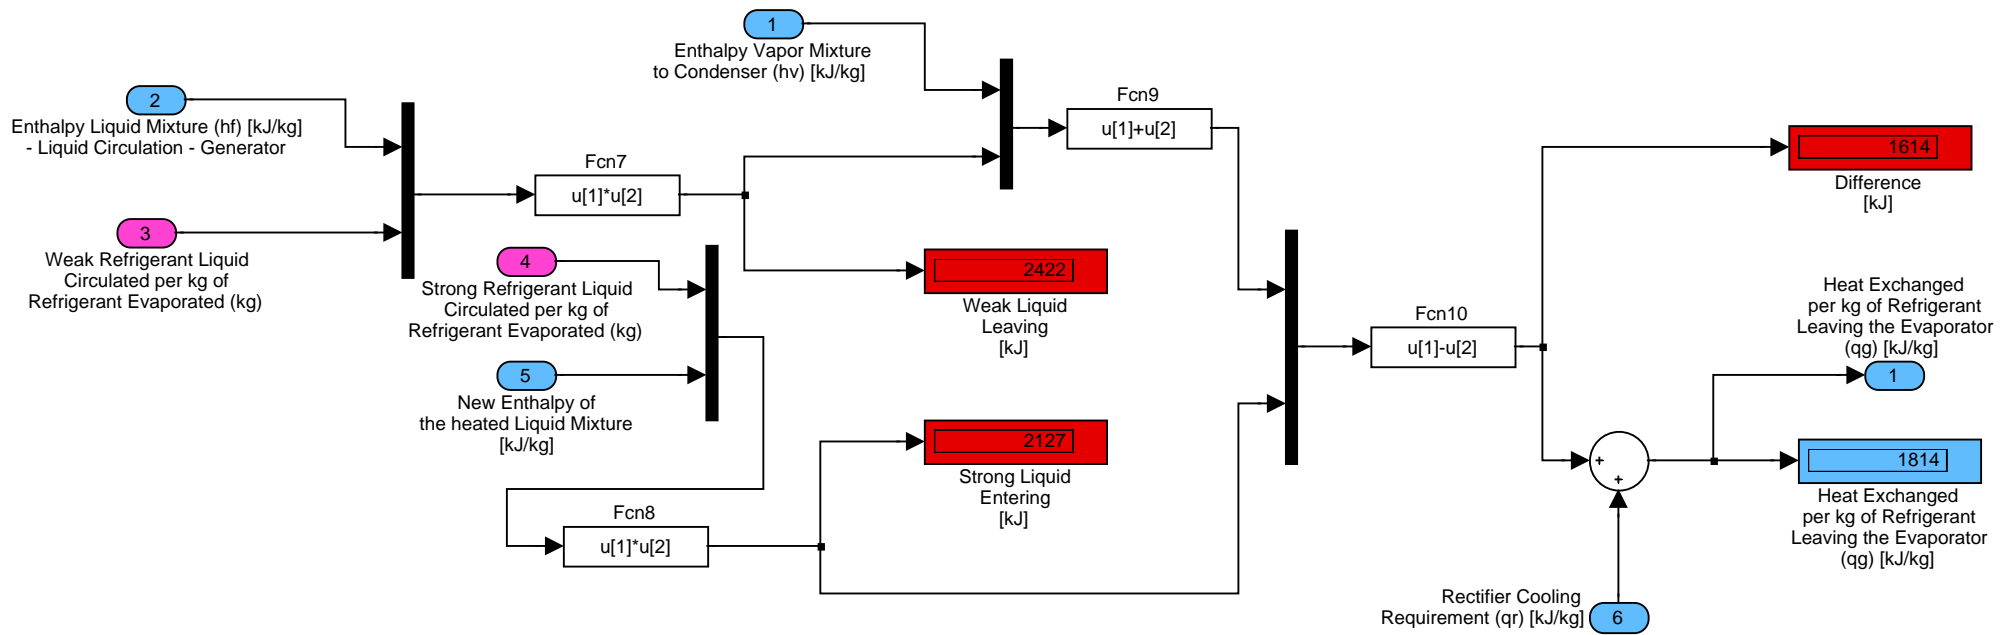 1
Enthalpy Vapor Mixture
to Condenser (hv) [kJ/kg]
2
Enthalpy Liquid Mixture (hf) [kJ/kg]
- Liquid Circulation - Generator
3
Weak Refrigerant Liquid
Circulated per kg of
Refrigerant Evaporated (kg)
Fcn7
u[1]*u[2]
4
Strong Refrigerant Liquid
Circulated per kg of
Refrigerant Evaporated (kg)
5
New Enthalpy of
the heated Liquid Mixture
[kJ/kg]
Fcn8
u[1]*u[2]
Fcn9
u[1]+u[2]
2422
Weak Liquid
Leaving
[kJ]
2127
Strong Liquid
Entering
[kJ]
Fcn10
u[1]-u[2]
1614
Difference
[kJ]
Heat Exchanged
per kg of Refrigerant
Leaving the Evaporator
(qg) [kJ/kg]
1
+
+
1814
Heat Exchanged
per kg of Refrigerant
Leaving the Evaporator
(qg) [kJ/kg]
Rectifier Cooling
Requirement (qr) [kJ/kg]
6